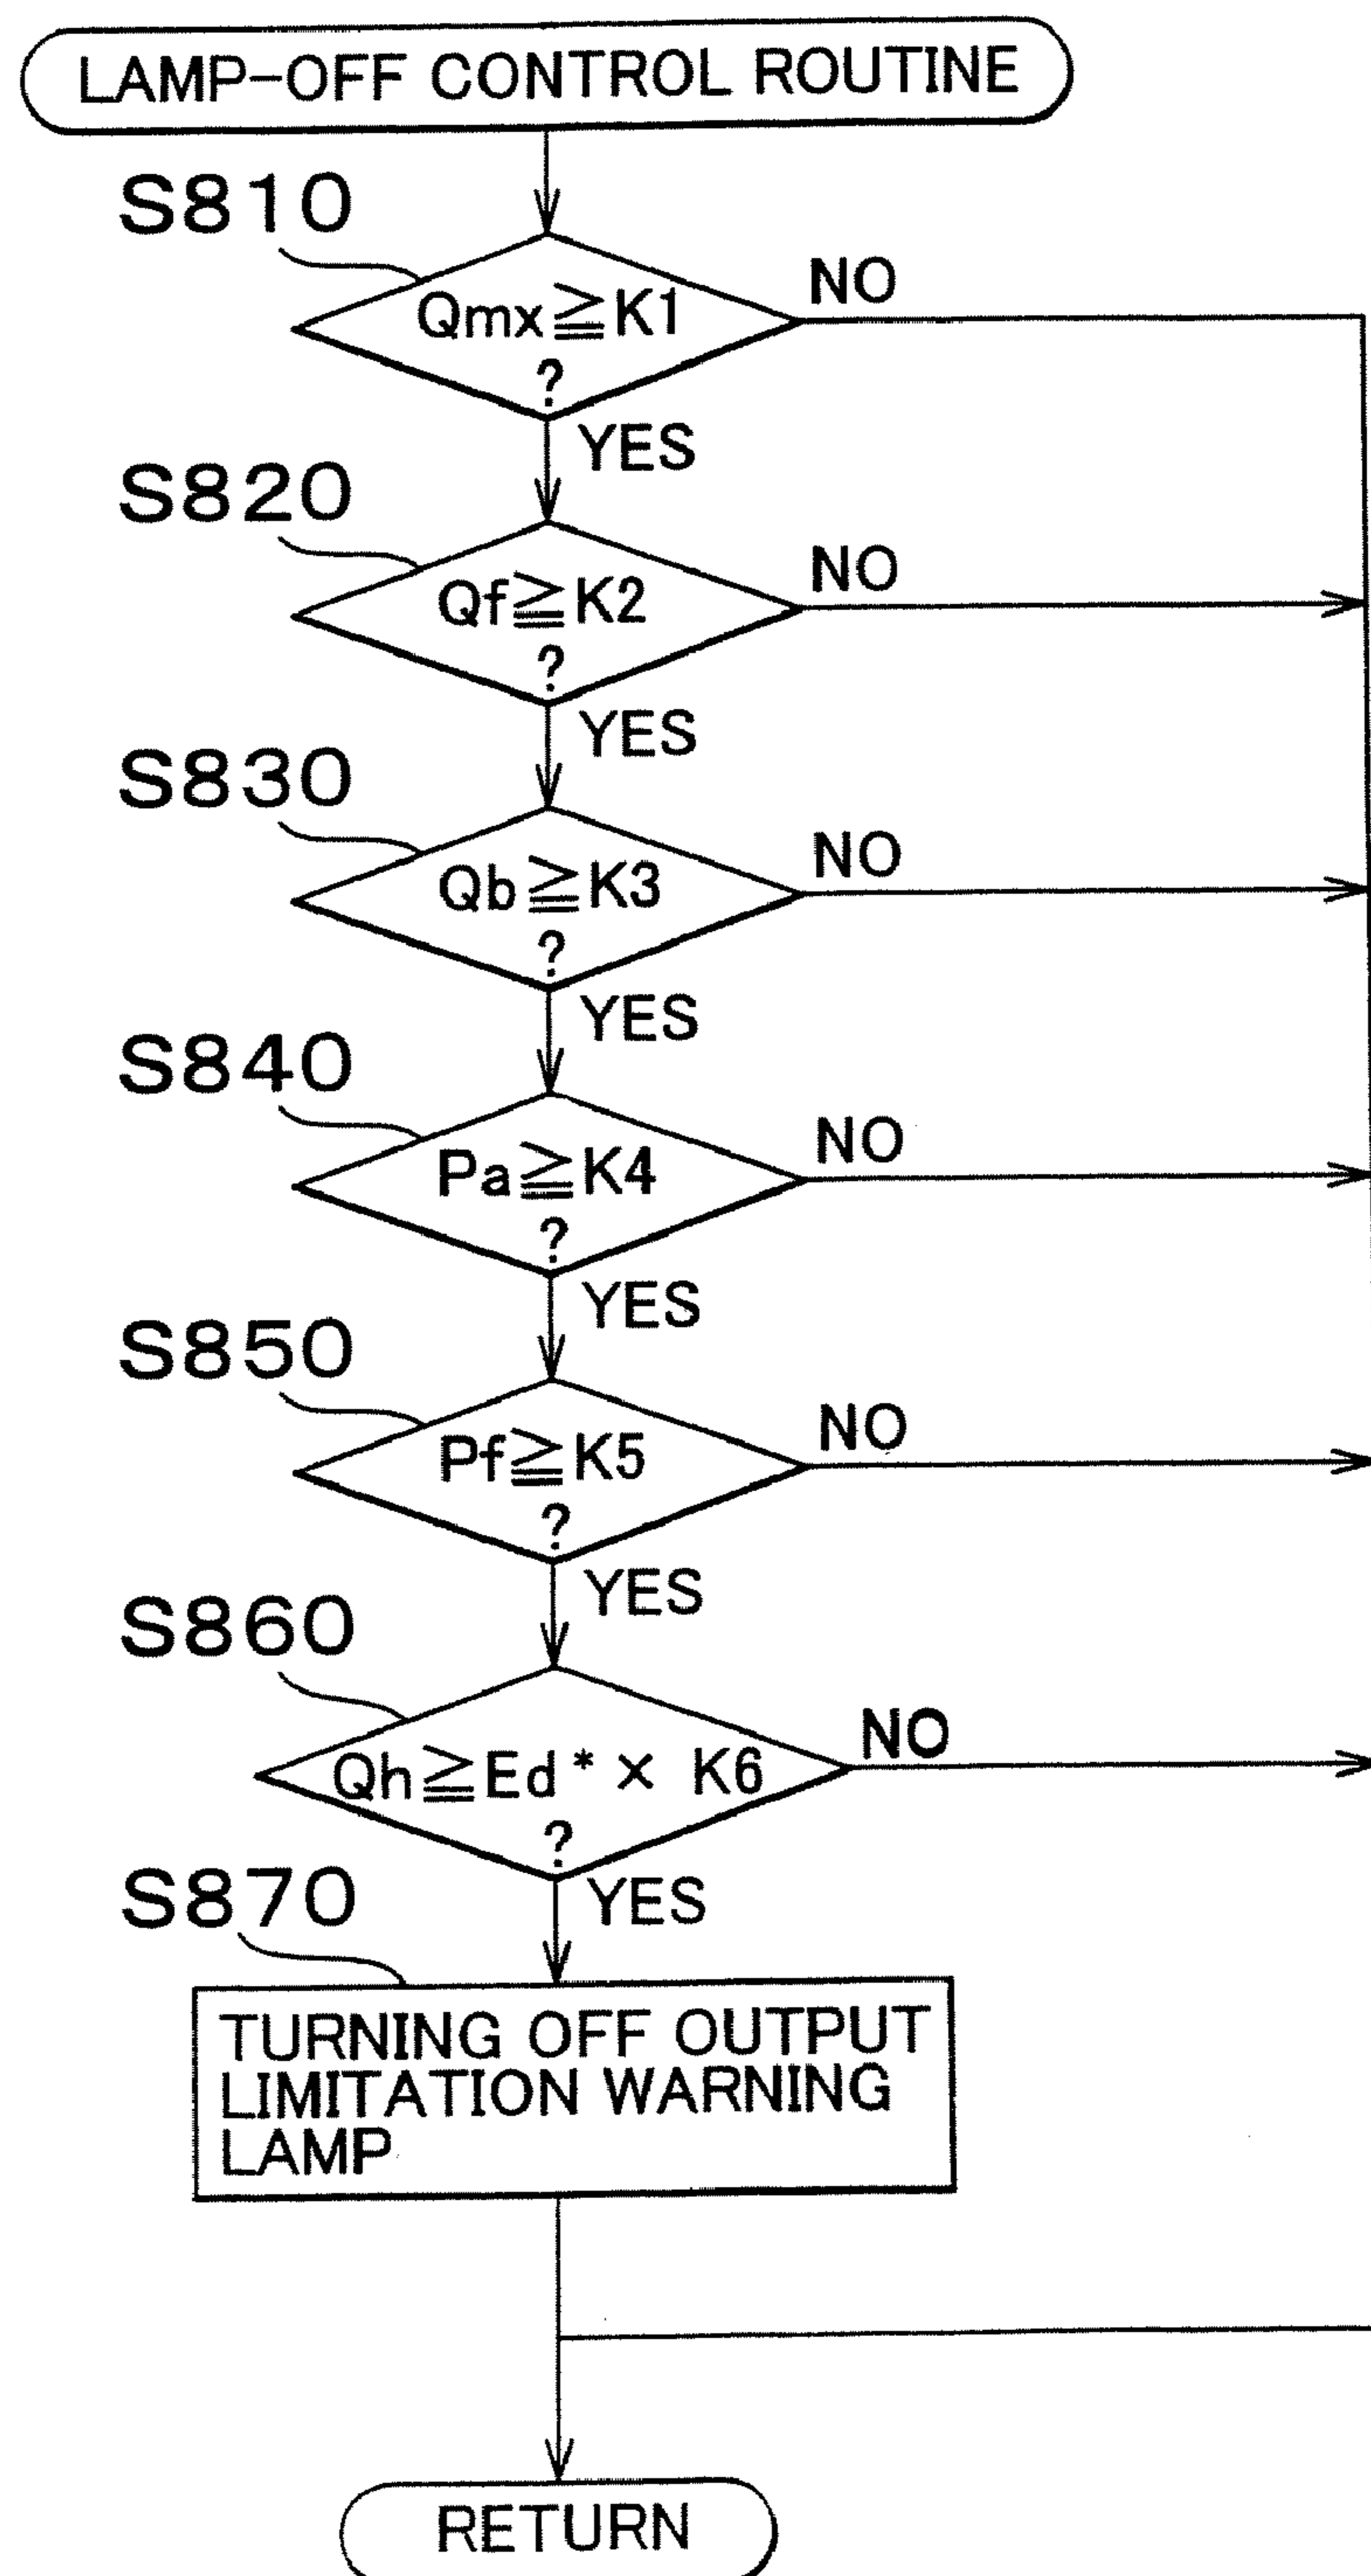 LAMP-OFF CONTROL ROUTINE
S810
Qmx≧K1
?
NO
YES
S820
Qf≧K2
?
NO
YES
S830
Qb≧K3
?
NO
YES
S840
Pa≧K4
?
NO
YES
S850
Pf≧K5
?
NO
YES
S860
Qh≧Ed* × K6
?
NO
YES
S870
TURNING OFF OUTPUT
LIMITATION WARNING
LAMP
RETURN